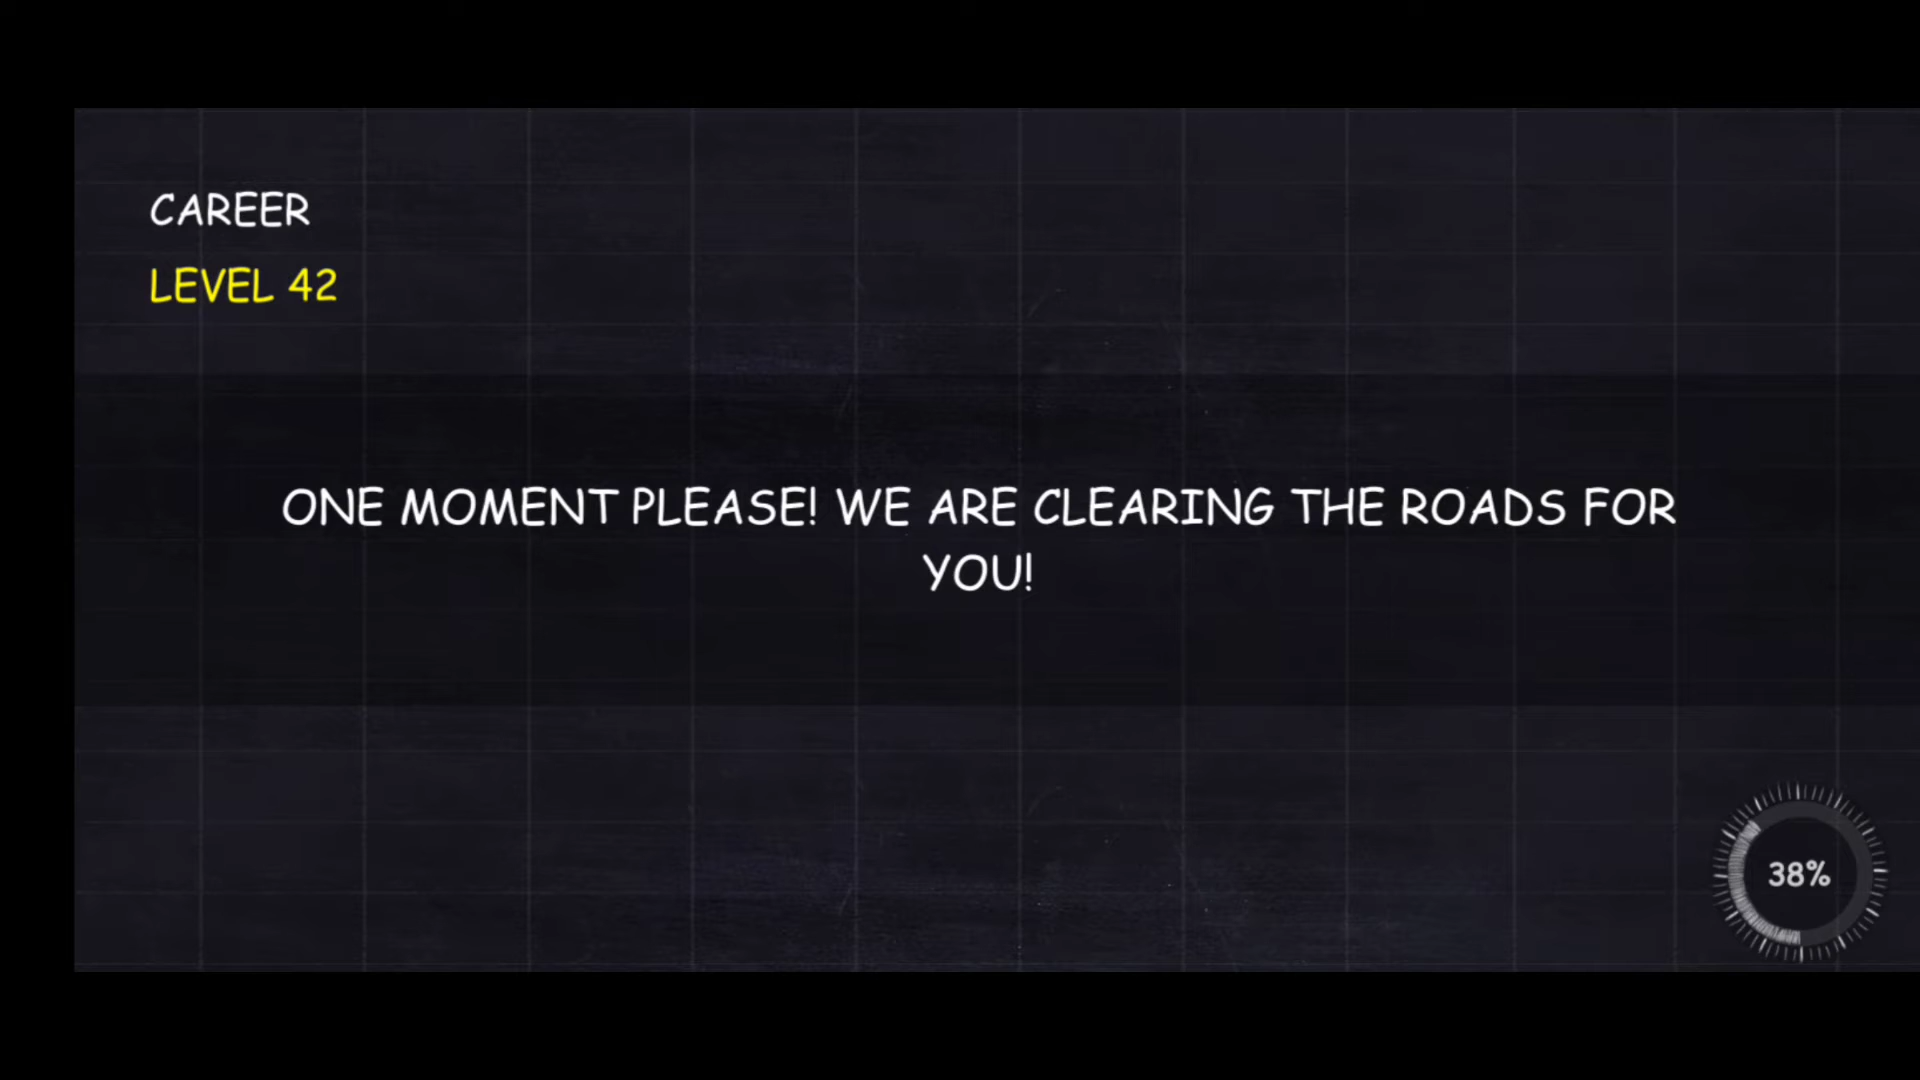 CAREER
LEVEL 42
ONE MOMENT PLEASE! WE ARE CLEARING THE ROADS FOR
YOU!
38%